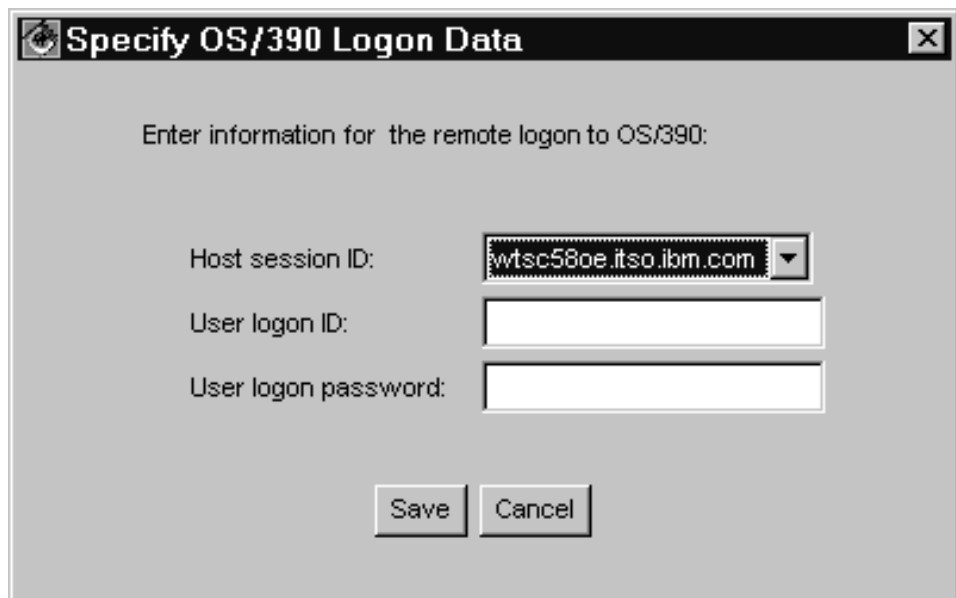 Specify OS/390 Logon Data
Enter information for the remote logon to OS/390:
Host session ID: wtsc58oe.itso.ibm.com
User logon ID:
User logon password:
Save Cancel